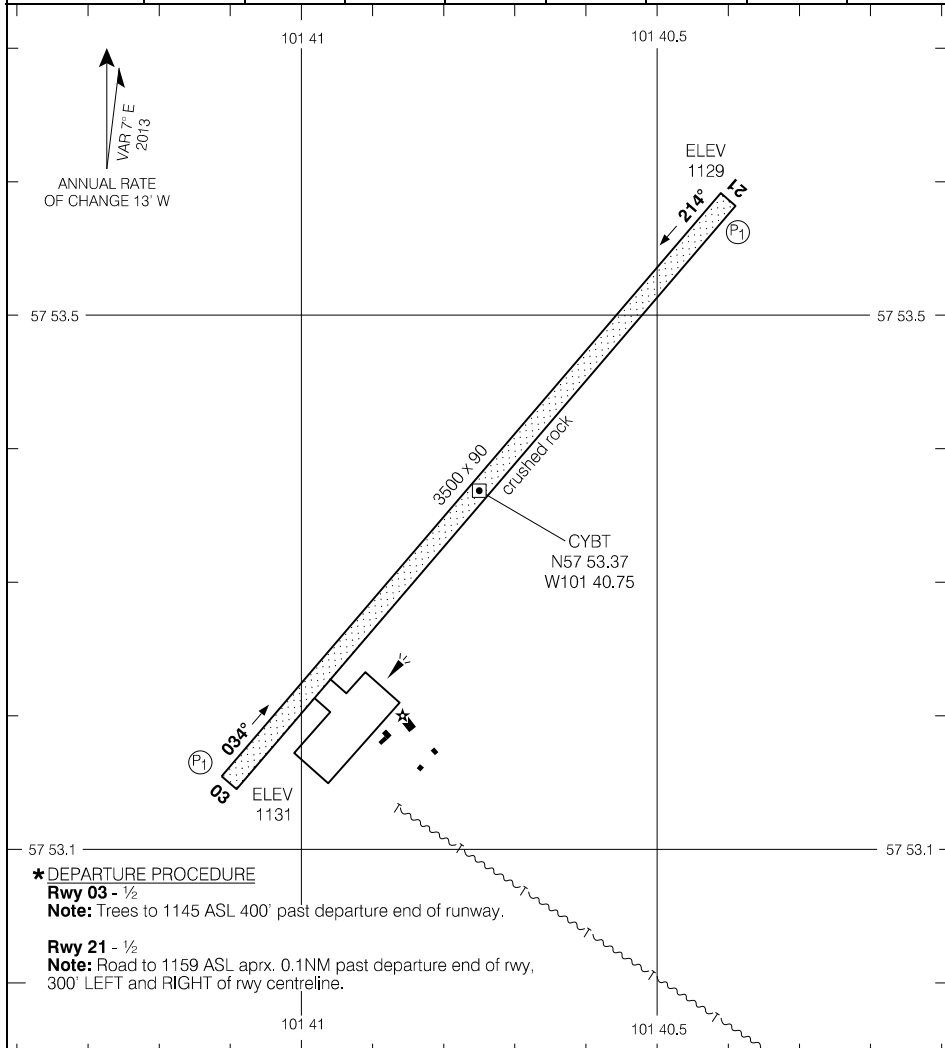 101 41
101 40.5
VAR 7° E
2013
ANNUAL RATE
OF CHANGE 13' W
ELEV
1129
21
214°
P1
57 53.5
57 53.5
3500 x 90
crushed rock
CYBT
N57 53.37
W101 40.75
034°
P1
03
ELEV
1131
57 53.1
57 53.1
* DEPARTURE PROCEDURE
Rwy 03 - ½
Note: Trees to 1145 ASL 400' past departure end of runway.
Rwy 21 - ½
Note: Road to 1159 ASL aprx. 0.1NM past departure end of rwy,
300' LEFT and RIGHT of rwy centreline.
T
T
T
T
T
101 41
101 40.5